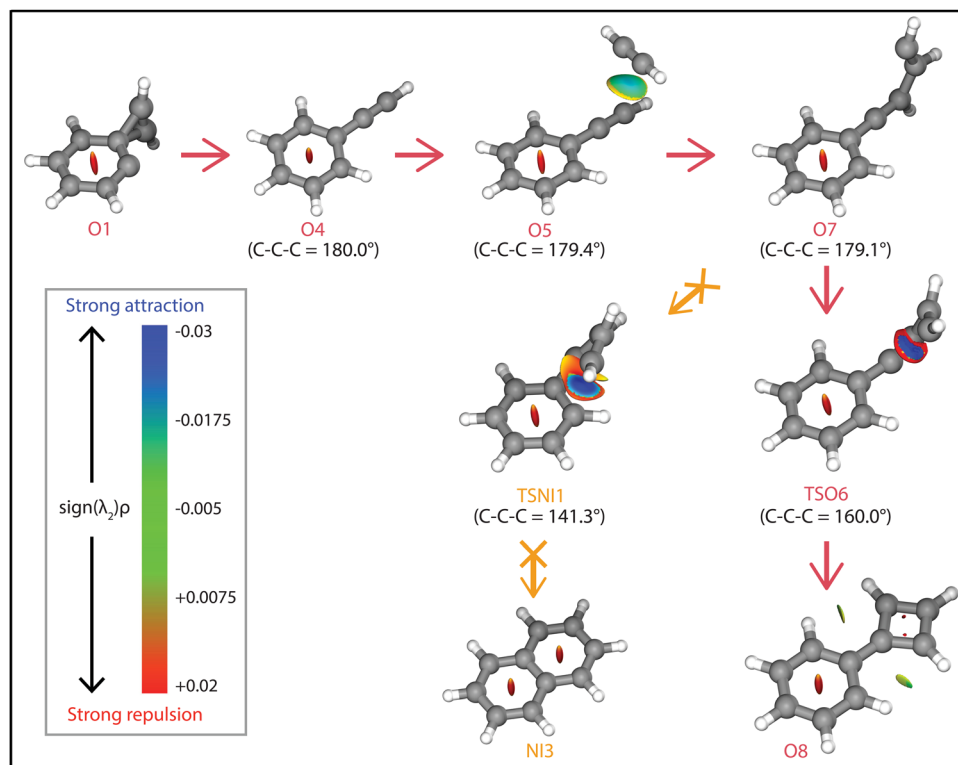 O1
O4
(C-C-C = 180.0°)
O5
(C-C-C = 179.4°)
O7
(C-C-C = 179.1°)
Strong attraction
-0.03
-0.0175
sign(λ₂)ρ
-0.005
+0.0075
+0.02
Strong repulsion
TSNI1
(C-C-C = 141.3°)
TSO6
(C-C-C = 160.0°)
NI3
O8